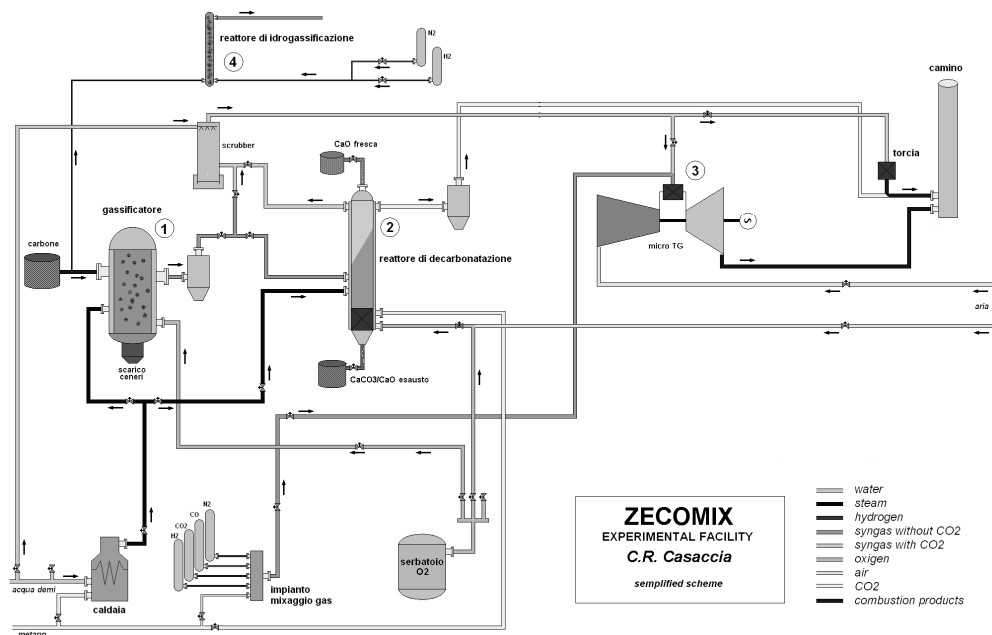 N2
reattore di idrogassificazione
H2
4
camino
CaO fresca
scrubber
torcia
3
gassificatore
1
2
carbone
micro TG
S
reattore di decarbonatazione
aria
scarico
ceneri
CaCO3/CaO esausto
N2
CO
CO2
H2
ZECOMIX
EXPERIMENTAL FACILITY
C.R. Casaccia
semplified scheme
water
steam
hydrogen
syngas without CO2
syngas with CO2
oxigen
air
CO2
combustion products
serbatoio
O2
impianto
mixaggio gas
acqua demi
caldaia
metano